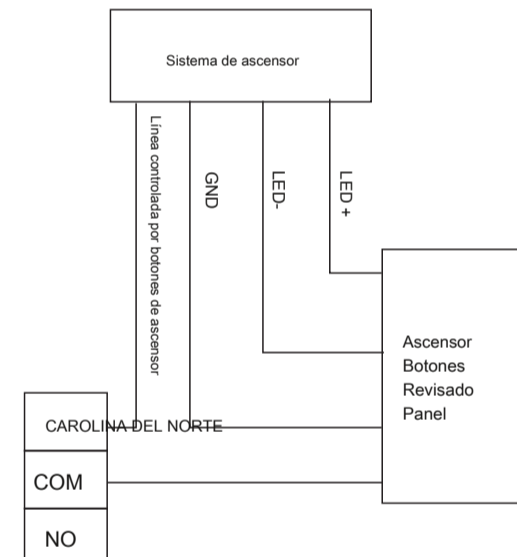 Sistema de ascensor
Línea controlada por botones de ascensor
GND
LED-
LED +
Ascensor
Botones
Revisado
Panel
CAROLINA DEL NORTE
COM
NO